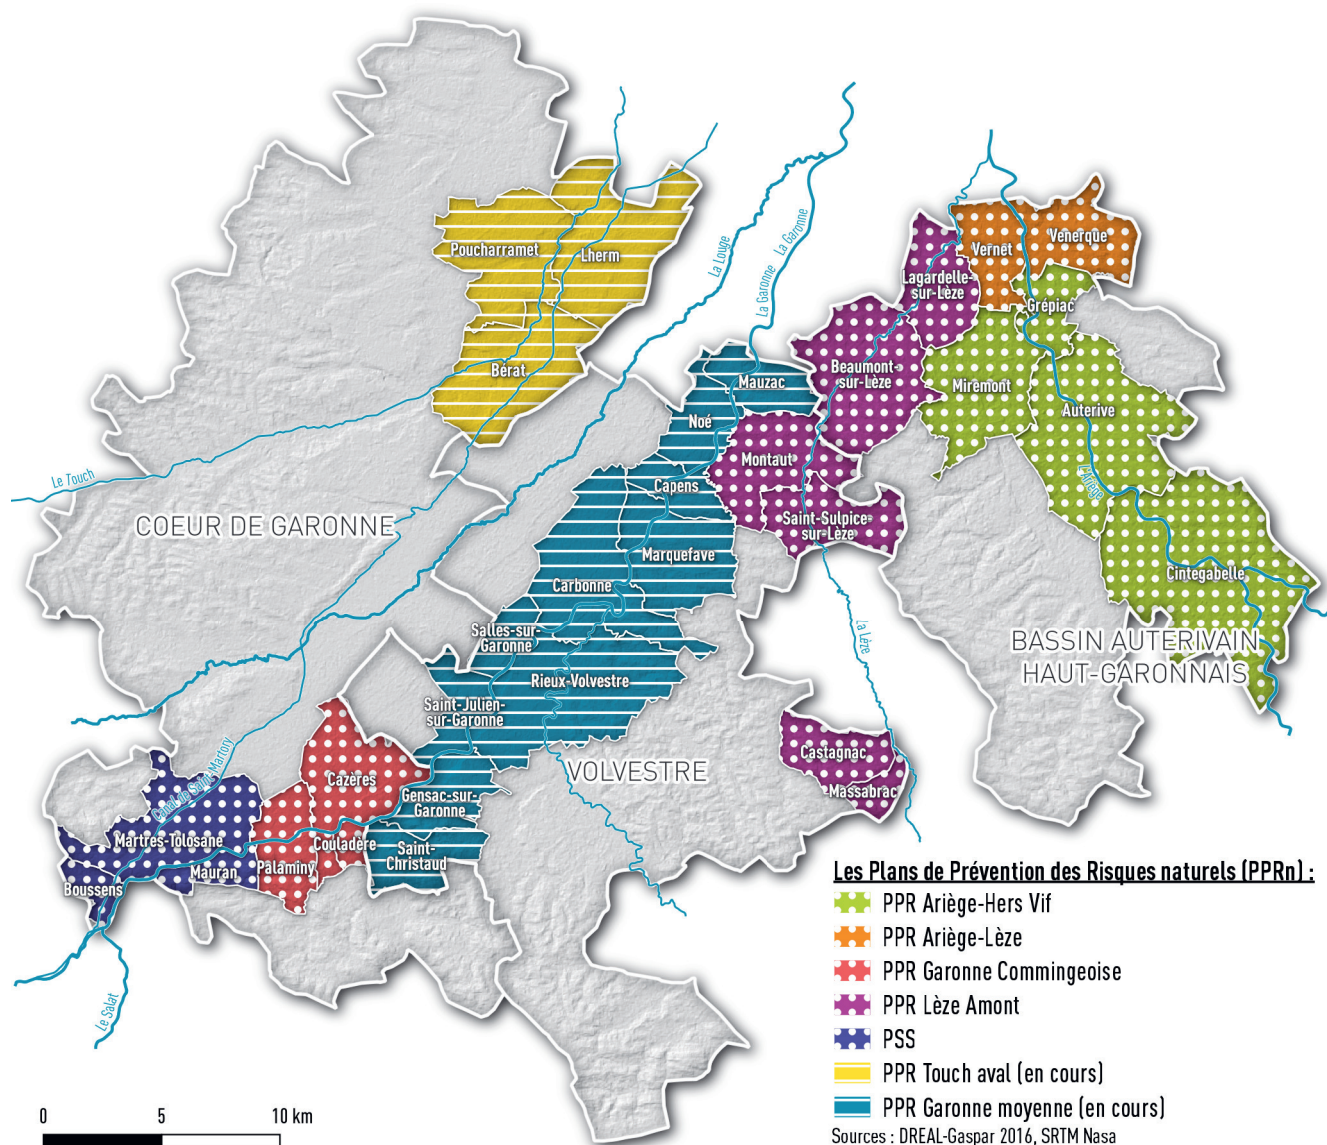 La Louge
La Garonne
La Garonne
Poucharramet
Lherm
Vernet
Venerque
Lagardelle-
sur-Lèze
Grépiac
Bérat
Mauzac
Beaumont-
sur-Lèze
Miremont
Auterive
Noé
Montaut
Le Touch
Capens
L'Ariège
COEUR DE GARONNE
Saint-Sulpice-
sur-Lèze
Marquefave
Carbonne
Cintegabelle
Salles-sur-
Garonne
La Lèze
BASSIN AUTERIVAIN
HAUT-GARONNAIS
Rieux-Volvestre
Saint-Julien-
sur-Garonne
Canal de Saint-Martory
Cazères
VOLVESTRE
Castagnac
Massabrac
Gensac-sur-
Garonne
Martres-Tolosane
Couladère
Saint-
Christaud
Mauran
Palaminy
Boussens
Le Salat
Les Plans de Prévention des Risques naturels (PPRn) :
PPR Ariège-Hers Vif
PPR Ariège-Lèze
PPR Garonne Commingeoise
PPR Lèze Amont
PSS
PPR Touch aval (en cours)
PPR Garonne moyenne (en cours)
Sources : DREAL-Gaspar 2016, SRTM Nasa
0 5 10 km